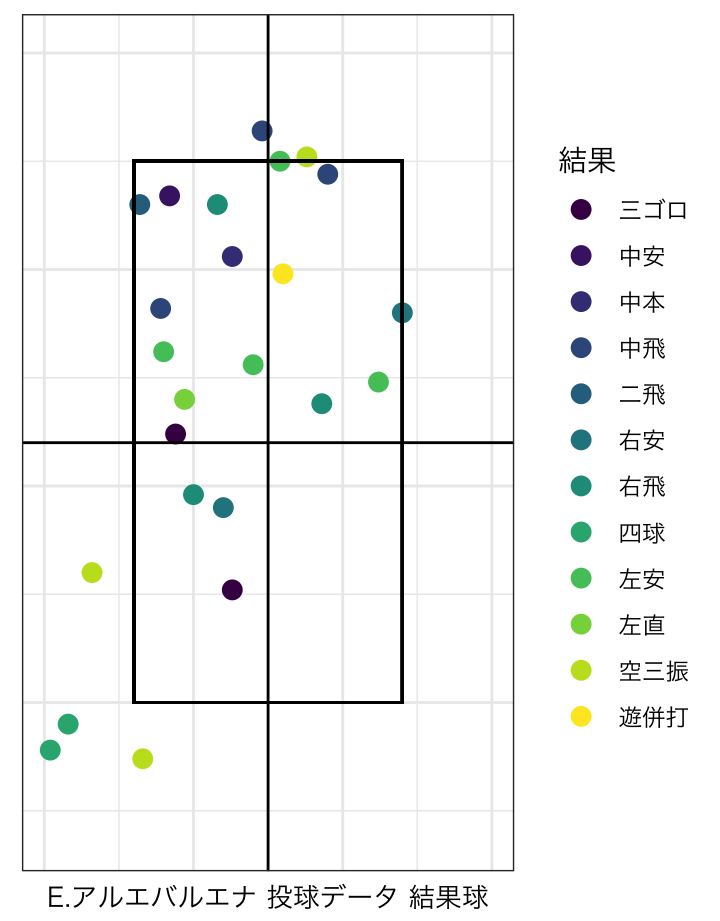 結果
三ゴロ
中安
中本
中飛
二飛
右安
右飛
四球
左安
左直
空三振
遊併打
E.アルエバルエナ 投球データ 結果球